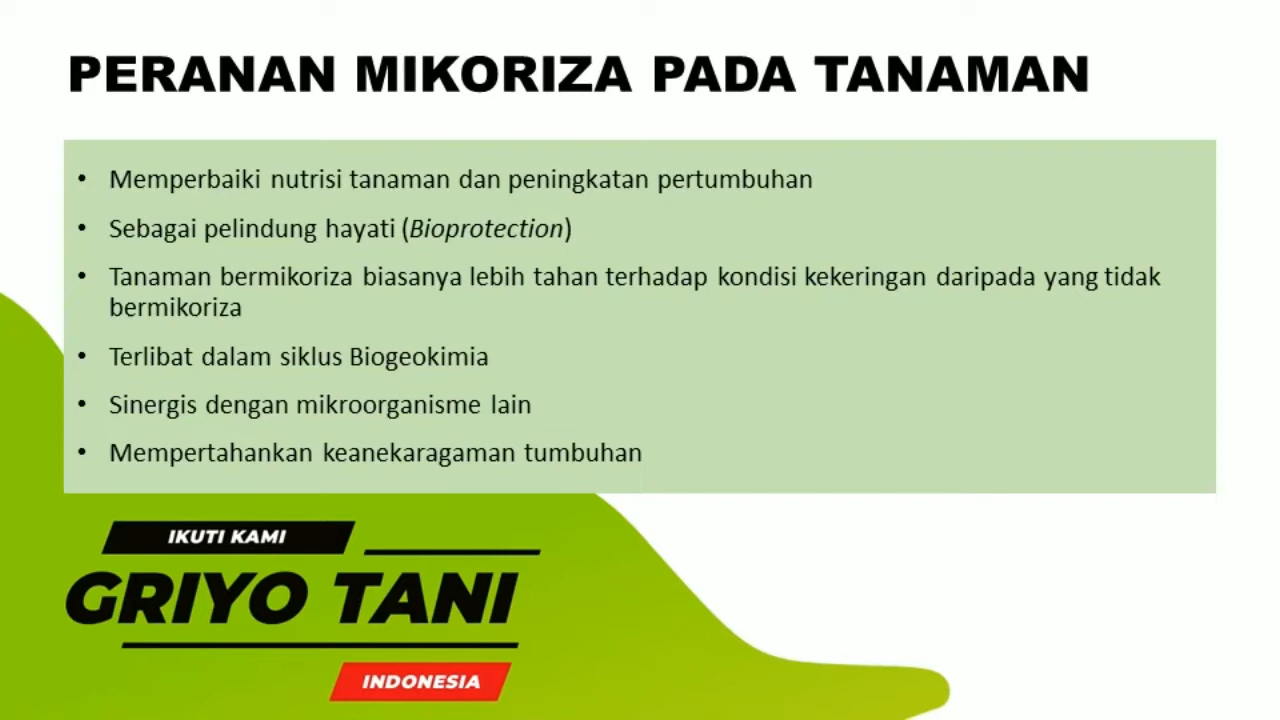 PERANAN MIKORIZA PADA TANAMAN
• Memperbaiki nutrisi tanaman dan peningkatan pertumbuhan
• Sebagai pelindung hayati (Bioprotection)
• Tanaman bermikoriza biasanya lebih tahan terhadap kondisi kekeringan daripada yang tidak
bermikoriza
• Terlibat dalam siklus Biogeokimia
• Sinergis dengan mikroorganisme lain
• Mempertahankan keanekaragaman tumbuhan
IKUTI KAMI
GRIYO TANI
INDONESIA